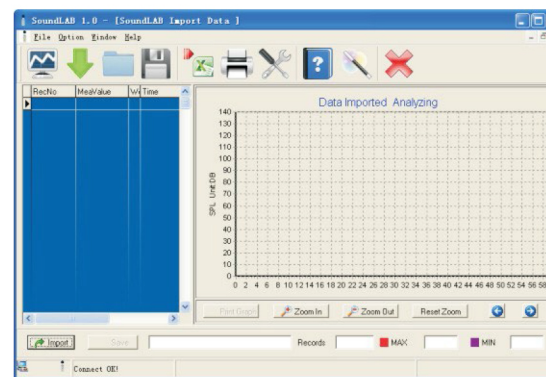 SoundLAB 1.0 - [SoundLAB Import Data ]
File Option Window Help
RecNo MeaValue W Time
Data Imported Analyzing
SPL Unit:DB
140
130
120
110
100
90
80
70
60
50
40
30
20
10
0
0 2 4 6 8 10 12 14 16 18 20 22 24 26 28 30 32 34 36 38 40 42 44 46 48 50 52 54 56 58
Print Graph Zoom In Zoom Out Reset Zoom
Import Save Records MAX MIN
Connect OK!